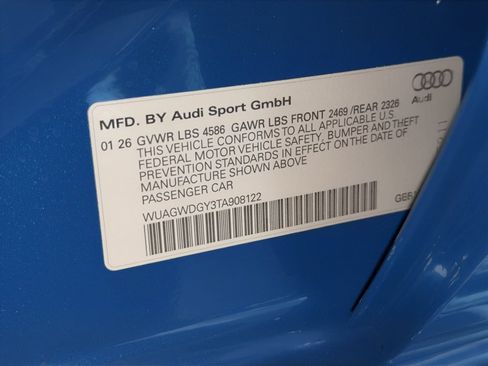 MFD. BY Audi Sport GmbH
Audi
01 26 GVWR LBS 4586 GAWR LBS FRONT 2469 /REAR 2326
THIS VEHICLE CONFORMS TO ALL APPLICABLE U.S
FEDERAL MOTOR VEHICLE SAFETY, BUMPER AND THEFT
PREVENTION STANDARDS IN EFFECT ON THE DATE OF
MANUFACTURE SHOWN ABOVE
PASSENGER CAR
WUAGWDGY3TA908122